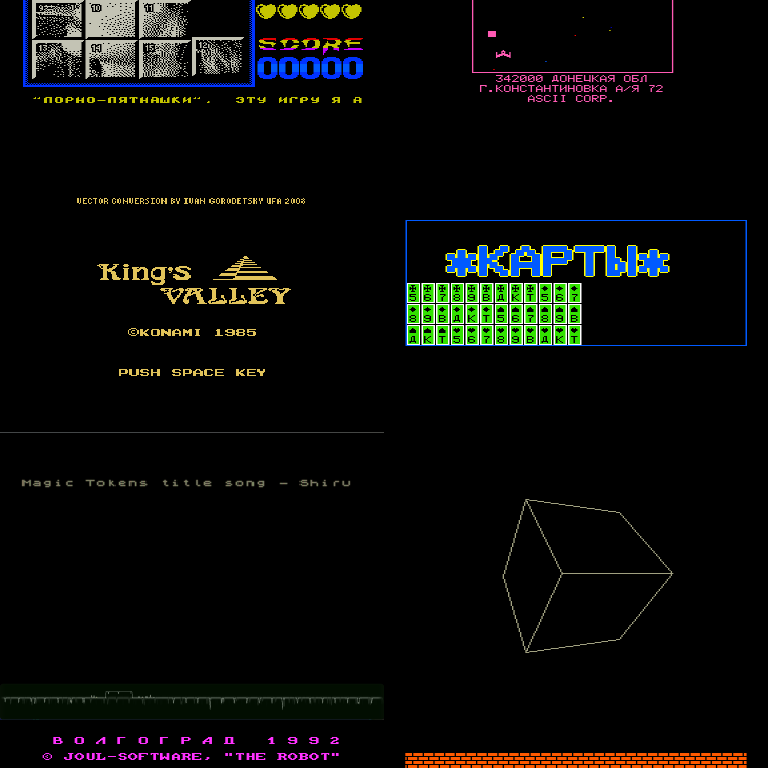 9 10 11
SCORE
13 14 15 12
00000
"ПОРНО-ПЯТНАШКИ", ЭТУ ИГРУ Я А
342000 ДОНЕЦКАЯ ОБЛ
Г.КОНСТАНТИНОВКА А/Я 72
ASCII CORP.
VECTOR CONVERSION BY IVAN GORODETSKY UFA 2008
King's
VALLEY
©KONAMI 1985
PUSH SPACE KEY
*КАРТЫ*
5 6 7 8 9 В Д К Т 5 6 7
8 9 В Д К Т 5 6 7 8 9 В
Д К Т 5 6 7 8 9 В Д К Т
Magic Tokens title song - Shiru
ВОЛГОГРАД 1992
© JOUL-SOFTWARE, "THE ROBOT"